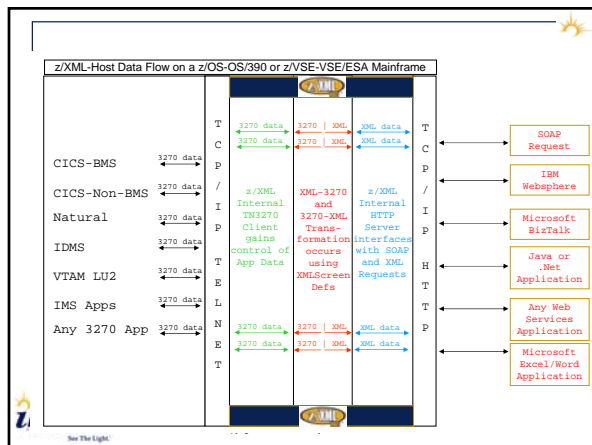 z/XML-Host Data Flow on a z/OS-OS/390 or z/VSE-VSE/ESA Mainframe
z/XML
CICS-BMS
3270 data
CICS-Non-BMS
3270 data
Natural
3270 data
IDMS
3270 data
VTAM LU2
3270 data
IMS Apps
3270 data
Any 3270 App
3270 data
TCP/IP TELNET
3270 data
3270 data
z/XML
Internal
TN3270
Client
gains
control of
App Data
3270 data
3270 data
3270 | XML
3270 | XML
XML-3270
and
3270-XML
Trans-
formation
occurs
using
XMLScreen
Defs
3270 | XML
3270 | XML
XML data
XML data
z/XML
Internal
HTTP
Server
interfaces
with SOAP
and XML
Requests
XML data
XML data
TCP/IP HTTP
SOAP
Request
IBM
Websphere
Microsoft
BizTalk
Java or
.Net
Application
Any Web
Services
Application
Microsoft
Excel/Word
Application
z/XML
See The Light.